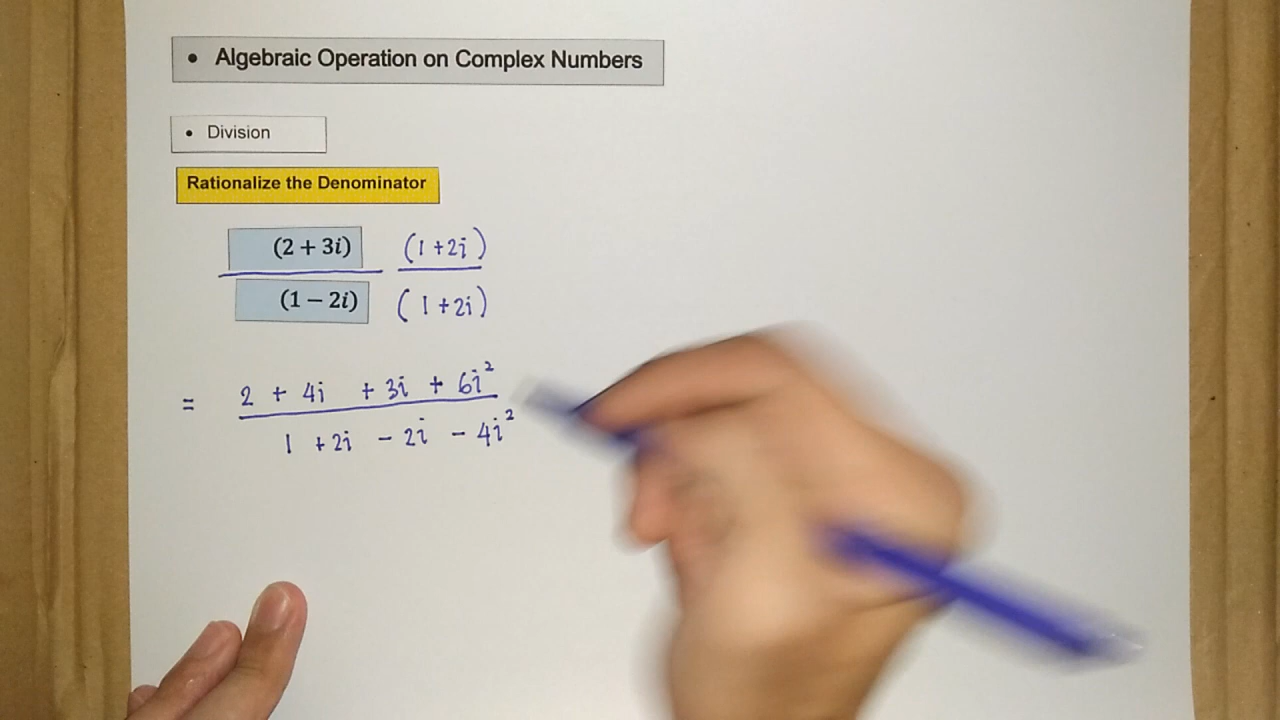 • Algebraic Operation on Complex Numbers
• Division
Rationalize the Denominator
(2 + 3i) (1 + 2i)
(1 − 2i) (1 + 2i)
= 2 + 4i + 3i + 6i²
1 + 2i - 2i - 4i²